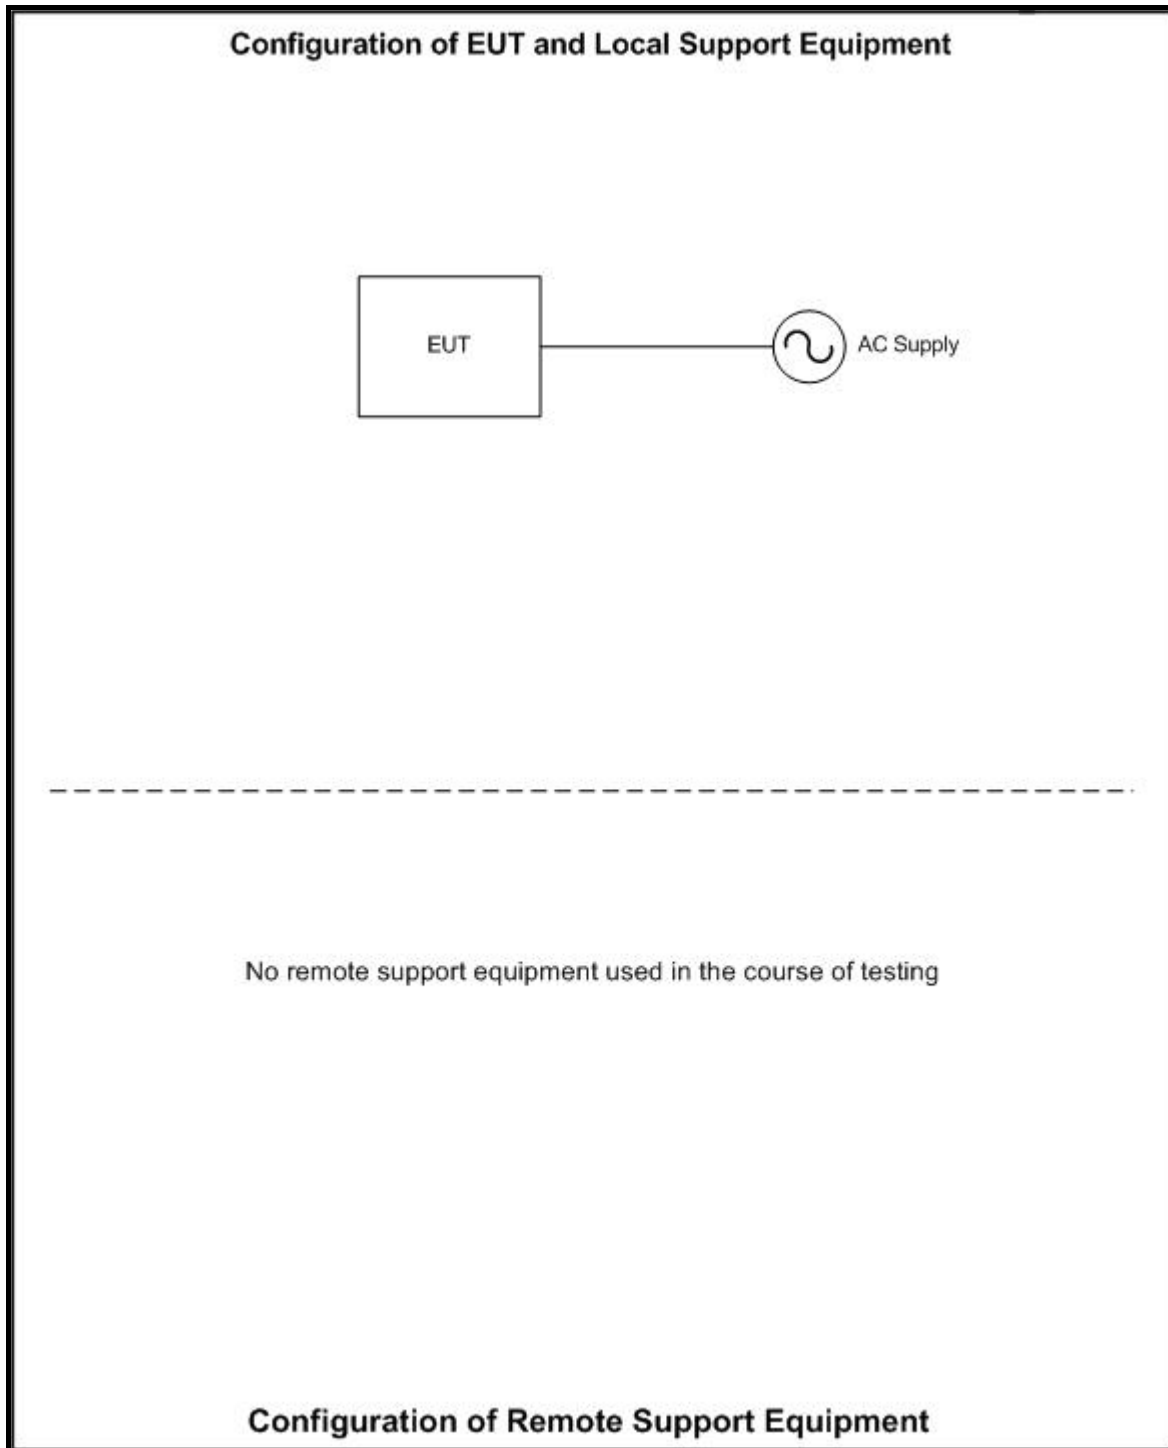 Configuration of EUT and Local Support Equipment
EUT
AC Supply
No remote support equipment used in the course of testing
Configuration of Remote Support Equipment